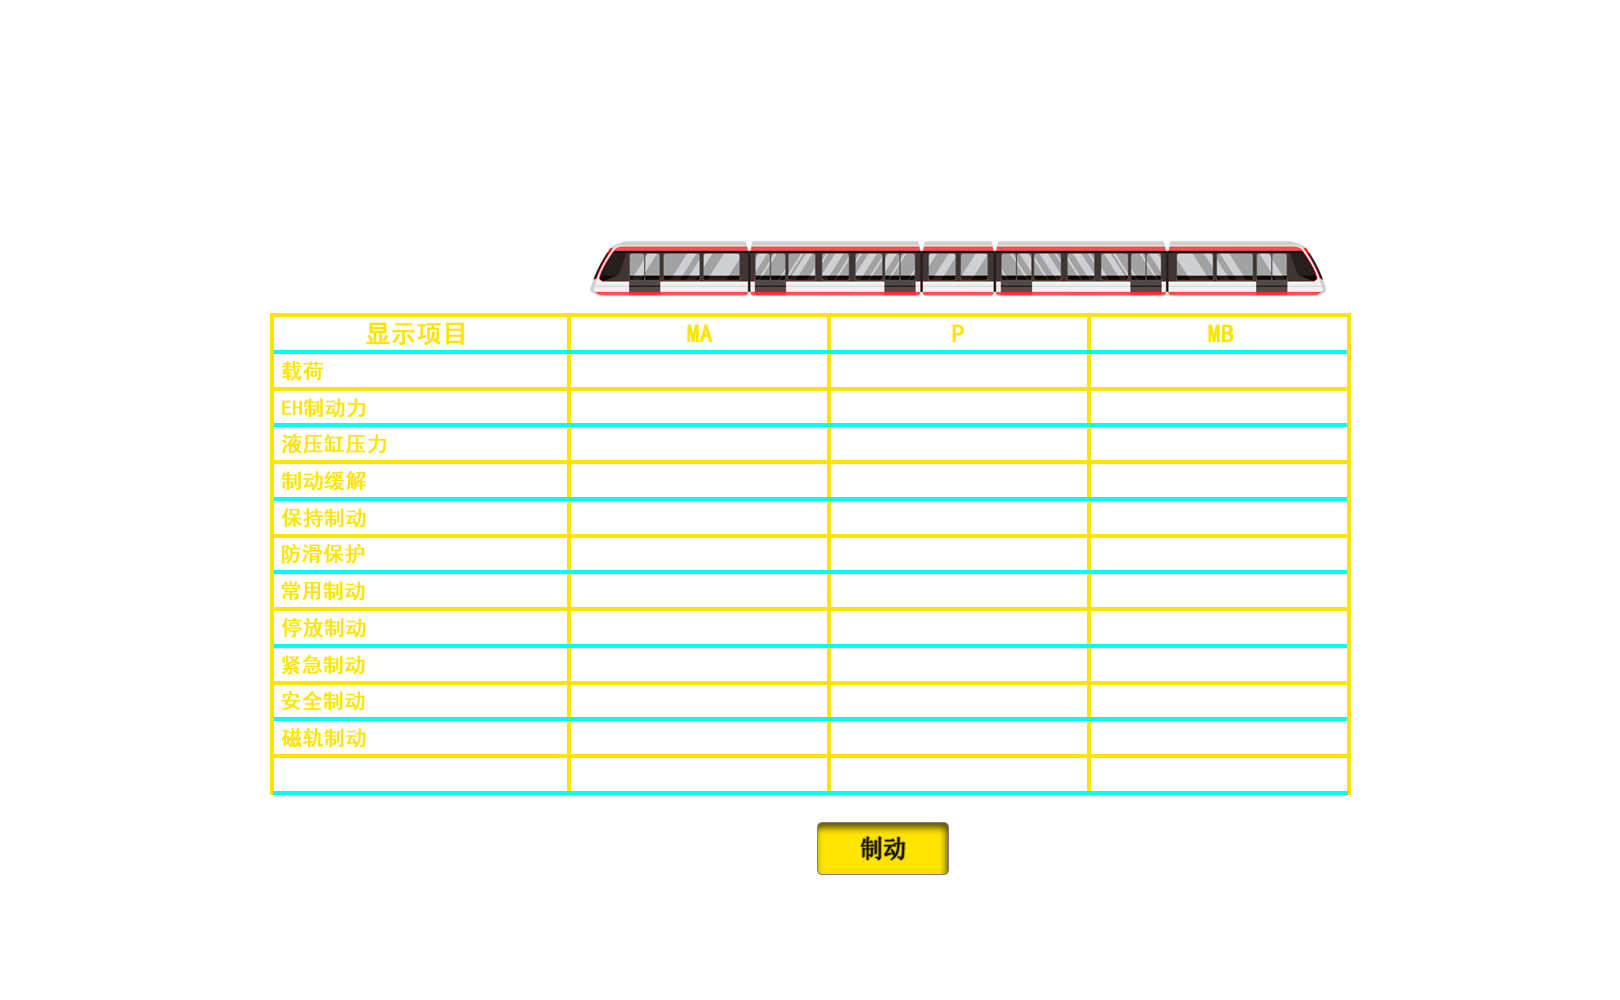 显示项目 MA P MB
载荷
EH制动力
液压缸压力
制动缓解
保持制动
防滑保护
常用制动
停放制动
紧急制动
安全制动
磁轨制动
制动